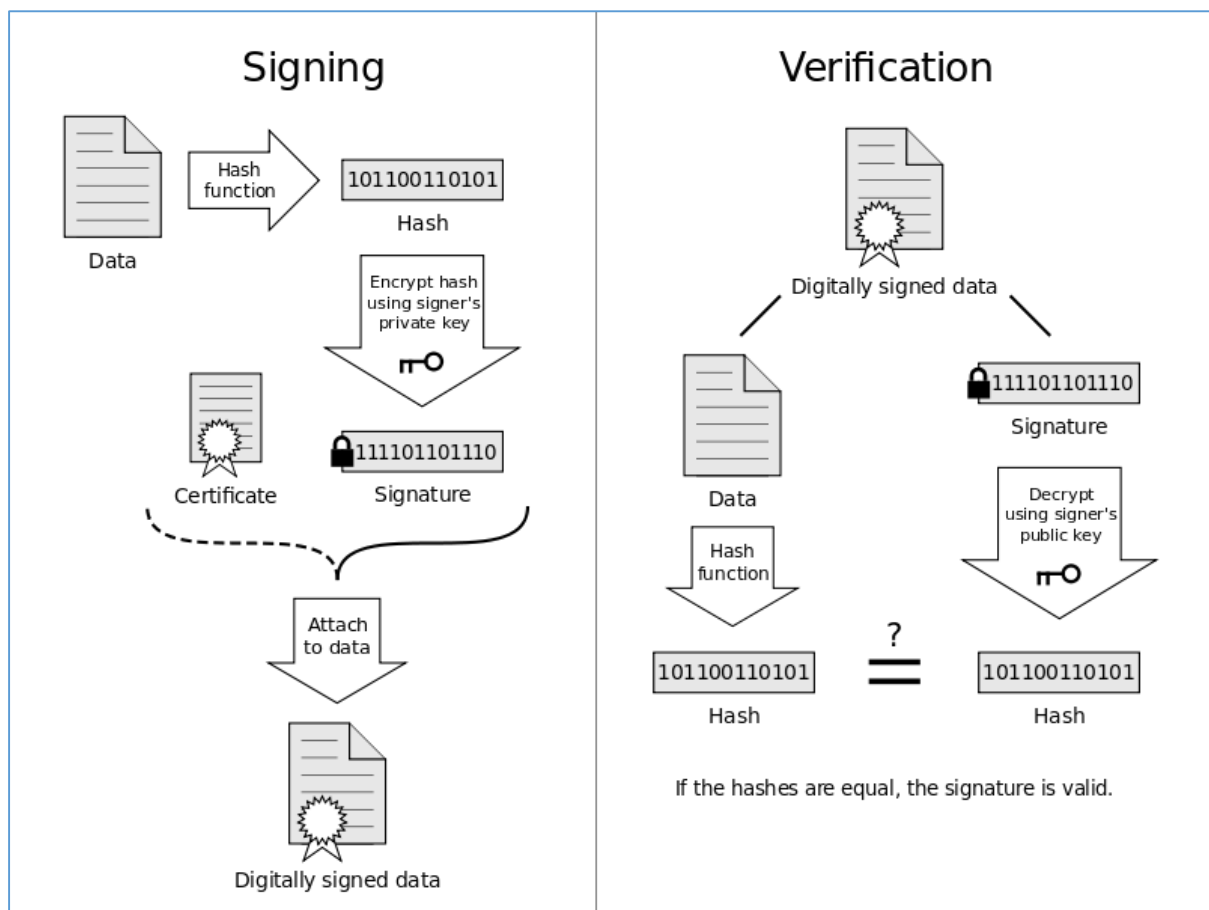 Signing
Data
Hash
function
101100110101
Hash
Encrypt hash
using signer's
private key
Certificate
111101101110
Signature
Attach
to data
Digitally signed data
Verification
Digitally signed data
Data
111101101110
Signature
Hash
function
Decrypt
using signer's
public key
101100110101
Hash
?
=
101100110101
Hash
If the hashes are equal, the signature is valid.